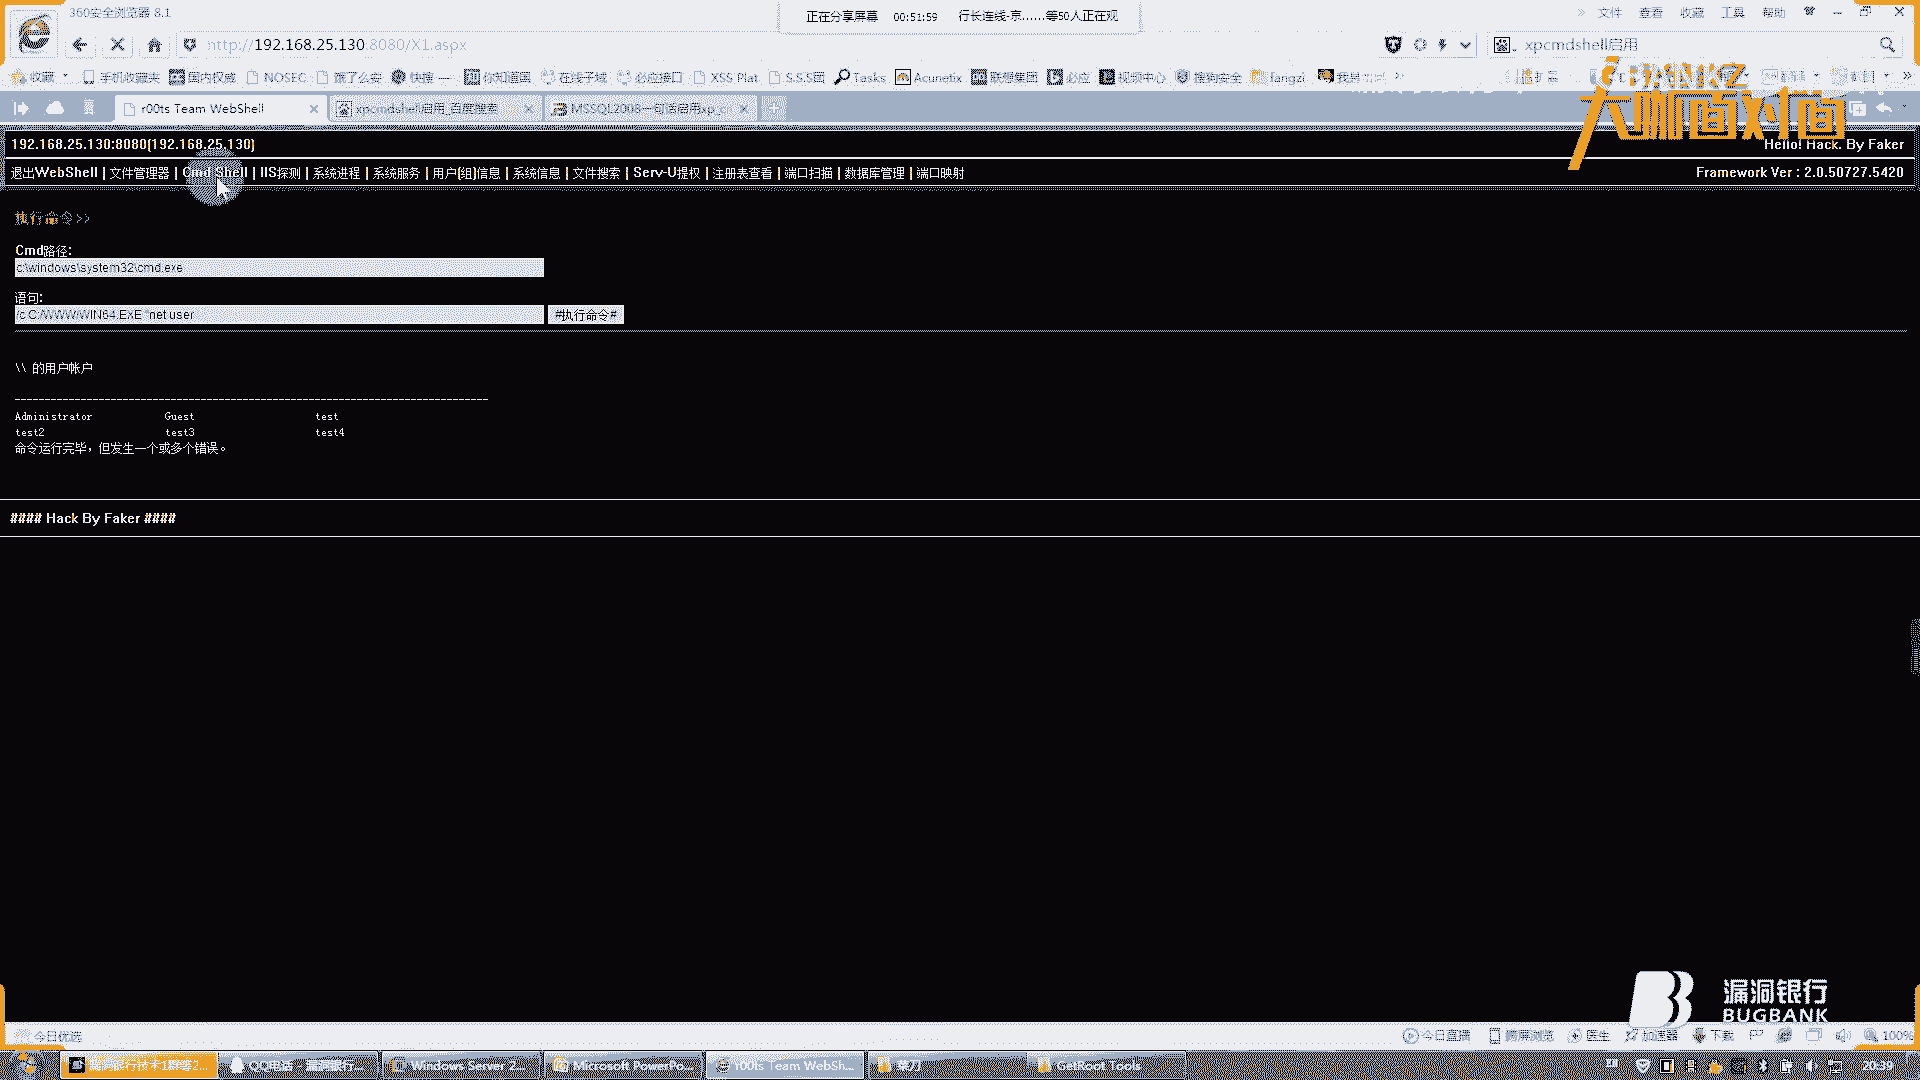 360安全浏览器 8.1
正在分享屏幕 00:51:59 行长连线-京......等50人正在观
文件 查看 收藏 工具 帮助
http://192.168.25.130:8080/X1.aspx
xpcmdshell启用
收藏 手机收藏夹 国内权威 NOSEC 饿了么安 快搜 — 你知道国 在线子域 必应接口 XSS Plat S.S.S团 Tasks Acunetix 联想集团 必应 视频中心 搜狗安全 fangzi
r00ts Team WebShell
xpcmdshell启用_百度搜索
MSSQL2008一句话启用xp_c
BANKZ
大咖面对面
192.168.25.130:8080(192.168.25.130)
Hello! Hack. By Faker
退出WebShell | 文件管理器 | Cmd Shell | IIS探测 | 系统进程 | 系统服务 | 用户(组)信息 | 系统信息 | 文件搜索 | Serv-U提权 | 注册表查看 | 端口扫描 | 数据库管理 | 端口映射
Framework Ver : 2.0.50727.5420
执行命令>>
Cmd路径:
c:\windows\system32\cmd.exe
语句:
/c C:/WWW/WIN64.EXE "net user
#执行命令#
\\ 的用户帐户
-------------------------------------------------------------------------------
Administrator Guest test
test2 test3 test4
命令运行完毕，但发生一个或多个错误。
#### Hack By Faker ####
漏洞银行
BUGBANK
今日优选
今日直播 跨屏浏览 医生 加速器 下载 100%
漏洞银行技术1群等2...
QQ电话
漏洞银行...
Windows Server 2...
Microsoft PowerPo...
r00ts Team WebSh...
菜刀
GetRoot Tools
20:39